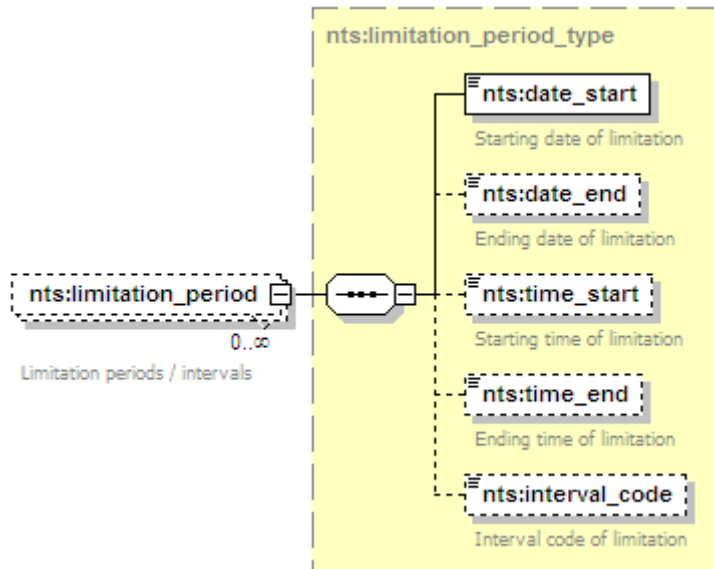 nts:limitation_period_type
nts:date_start
Starting date of limitation
nts:date_end
Ending date of limitation
nts:limitation_period
0..∞
Limitation periods / intervals
nts:time_start
Starting time of limitation
nts:time_end
Ending time of limitation
nts:interval_code
Interval code of limitation